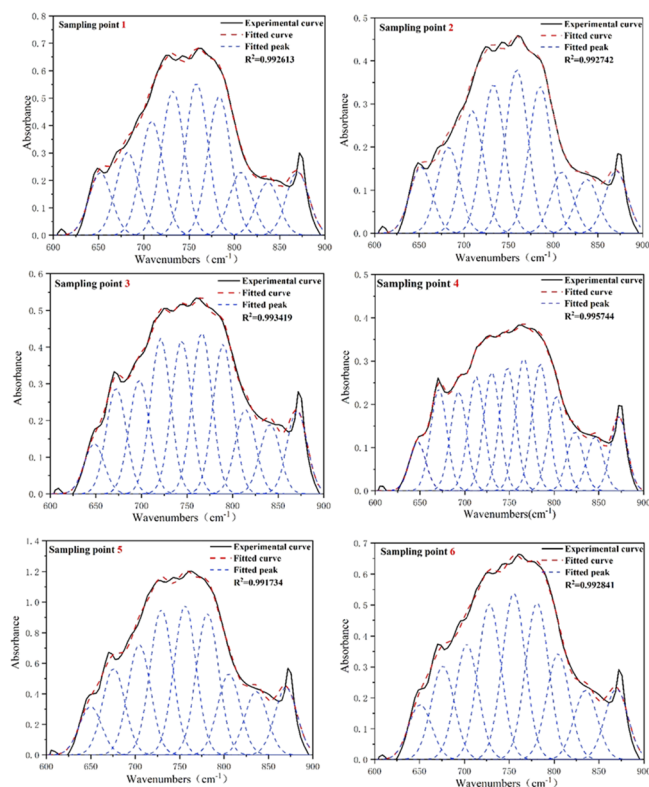 Sampling point 1
Experimental curve
Fitted curve
Fitted peak
R²=0.992613
0.8
0.7
0.6
0.5
0.4
0.3
0.2
0.1
0.0
Absorbance
600 650 700 750 800 850 900
Wavenumbers (cm⁻¹)
Sampling point 2
Experimental curve
Fitted curve
Fitted peak
R²=0.992742
0.5
0.4
0.3
0.2
0.1
0.0
Absorbance
600 650 700 750 800 850 900
Wavenumbers (cm⁻¹)
Sampling point 3
Experimental curve
Fitted curve
Fitted peak
R²=0.993419
0.6
0.5
0.4
0.3
0.2
0.1
0.0
Absorbance
600 650 700 750 800 850 900
Wavenumbers (cm⁻¹)
Sampling point 4
Experimental curve
Fitted curve
Fitted peak
R²=0.995744
0.5
0.4
0.3
0.2
0.1
0.0
Absorbance
600 650 700 750 800 850 900
Wavenumbers(cm⁻¹)
Sampling point 5
Experimental curve
Fitted curve
Fitted peak
R²=0.991734
1.4
1.2
1.0
0.8
0.6
0.4
0.2
0.0
Absorbance
600 650 700 750 800 850 900
Wavenumbers (cm⁻¹)
Sampling point 6
Experimental curve
Fitted curve
Fitted peak
R²=0.992841
0.7
0.6
0.5
0.4
0.3
0.2
0.1
0.0
Absorbance
600 650 700 750 800 850 900
Wavenumbers (cm⁻¹)